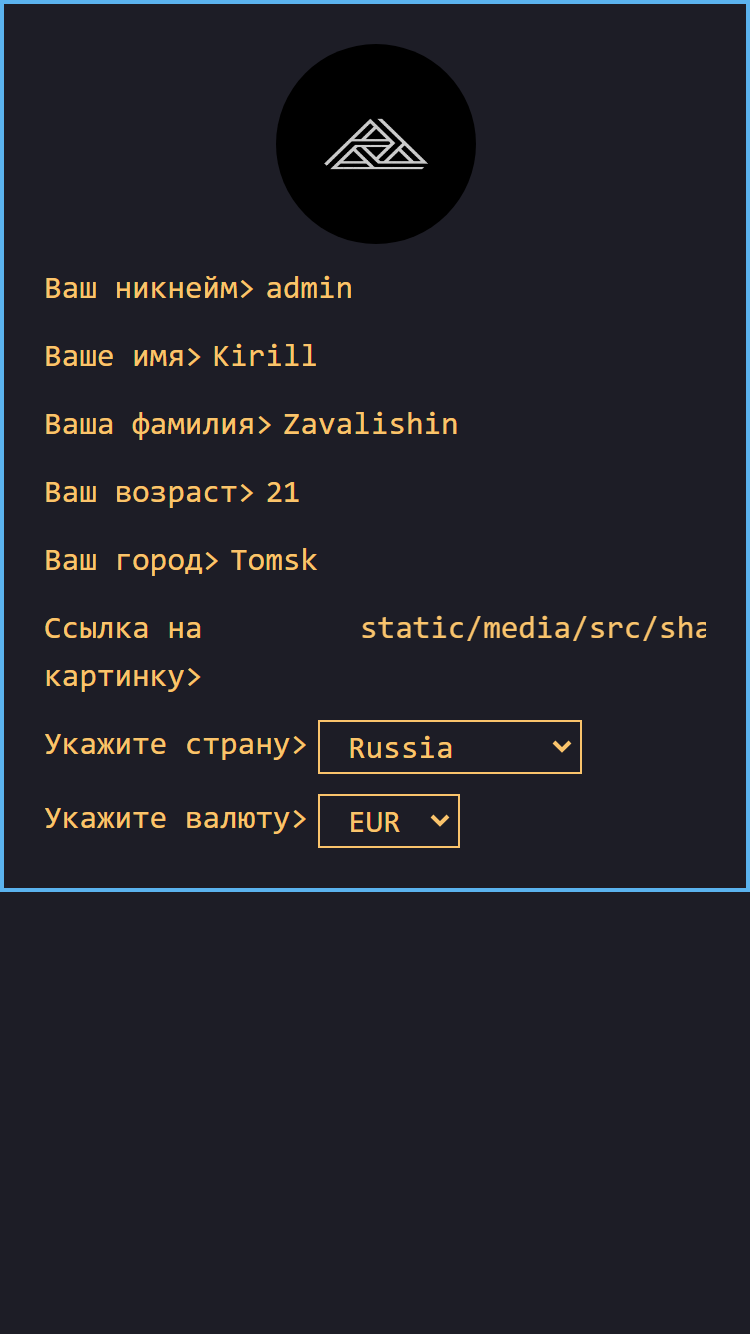 Ваш никнейм> admin
Ваше имя> Kirill
Ваша фамилия> Zavalishin
Ваш возраст> 21
Ваш город> Tomsk
Ссылка на static/media/src/sha
картинку>
Укажите страну> Russia
Укажите валюту> EUR